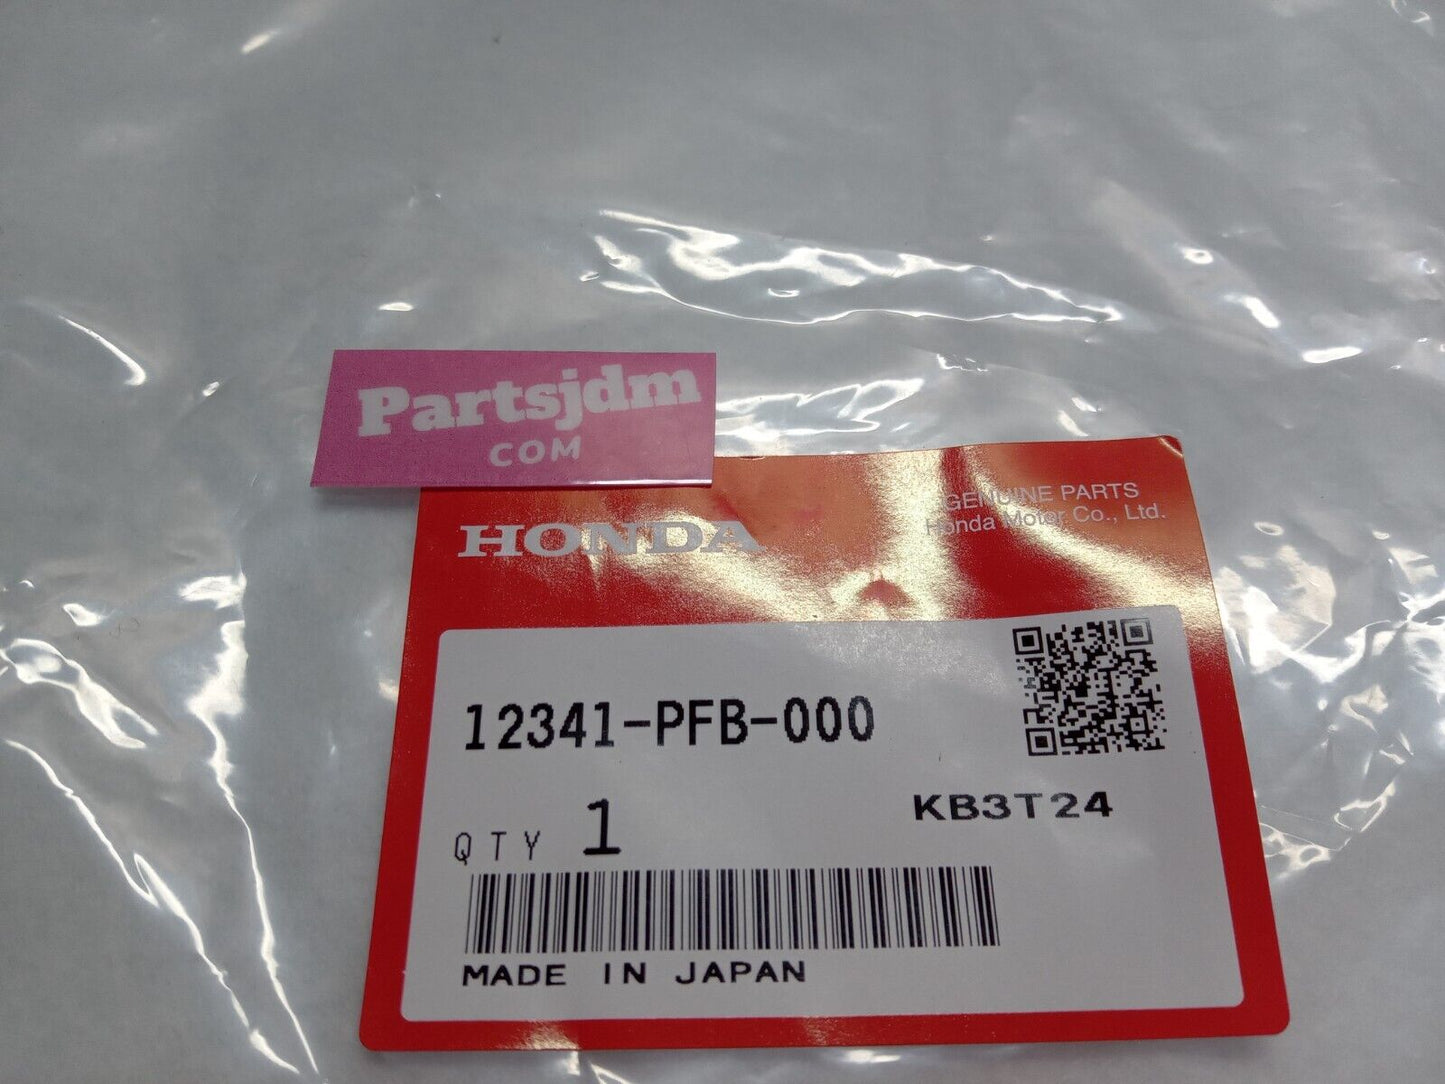 Partsjdm
COM
HONDA
GENUINE PARTS
Honda Motor Co., Ltd.
12341-PFB-000
QTY 1
KB3T24
MADE IN JAPAN